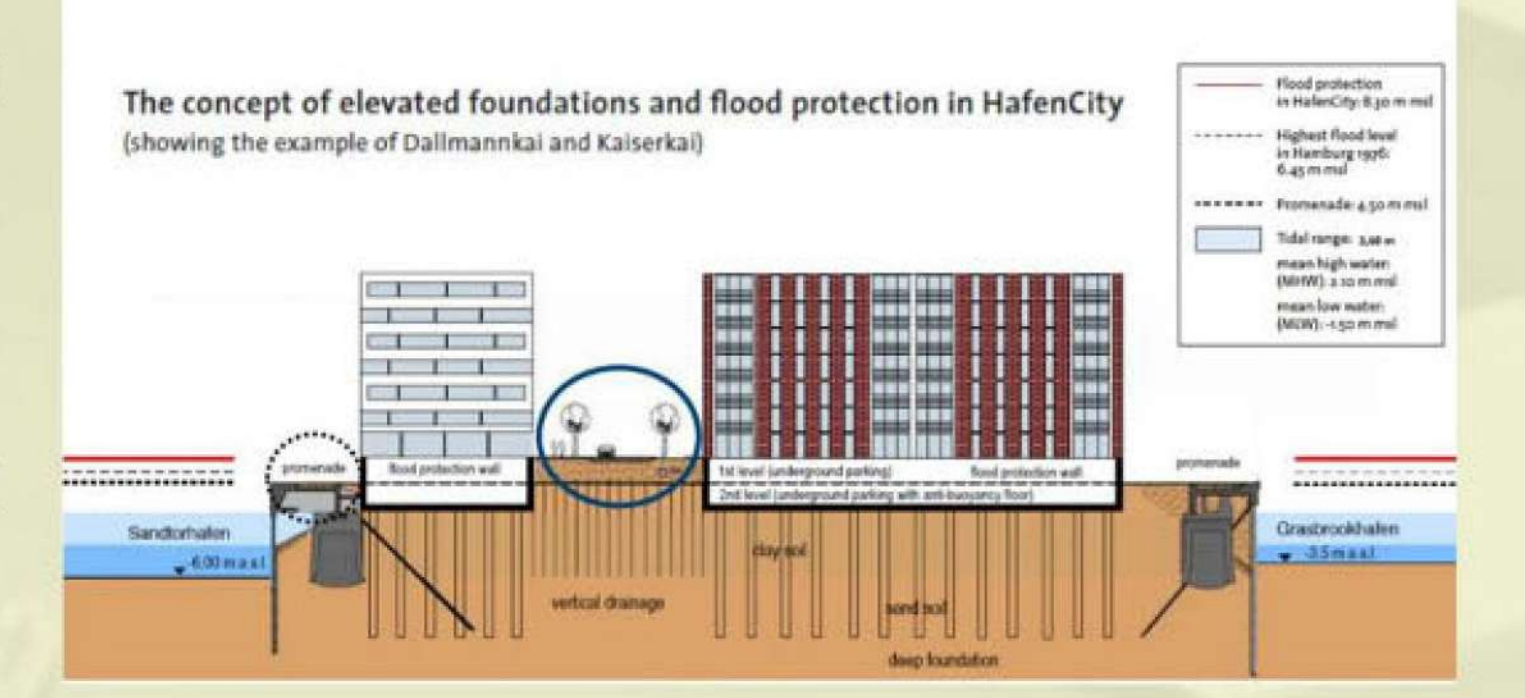 The concept of elevated foundations and flood protection in HafenCity
(showing the example of Dallmannkai and Kaiserkai)
Flood protection
in HafenCity: 8.30 m msl
Highest flood level
in Hamburg 1976:
6.45 m msl
Promenade: 4.50 m msl
Tidal range: m
mean high water:
(MHW): 2.10 m msl
mean low water:
(MLW): -1.50 m msl
promenade
flood protection wall
1st level (underground parking)
flood protection wall
2nd level (underground parking with anti-buoyancy floor)
promenade
Sandtorhafen
-6.00 m a.s.l
Grasbrookhafen
-3.5 m a.s.l
clay soil
vertical drainage
sand soil
deep foundation